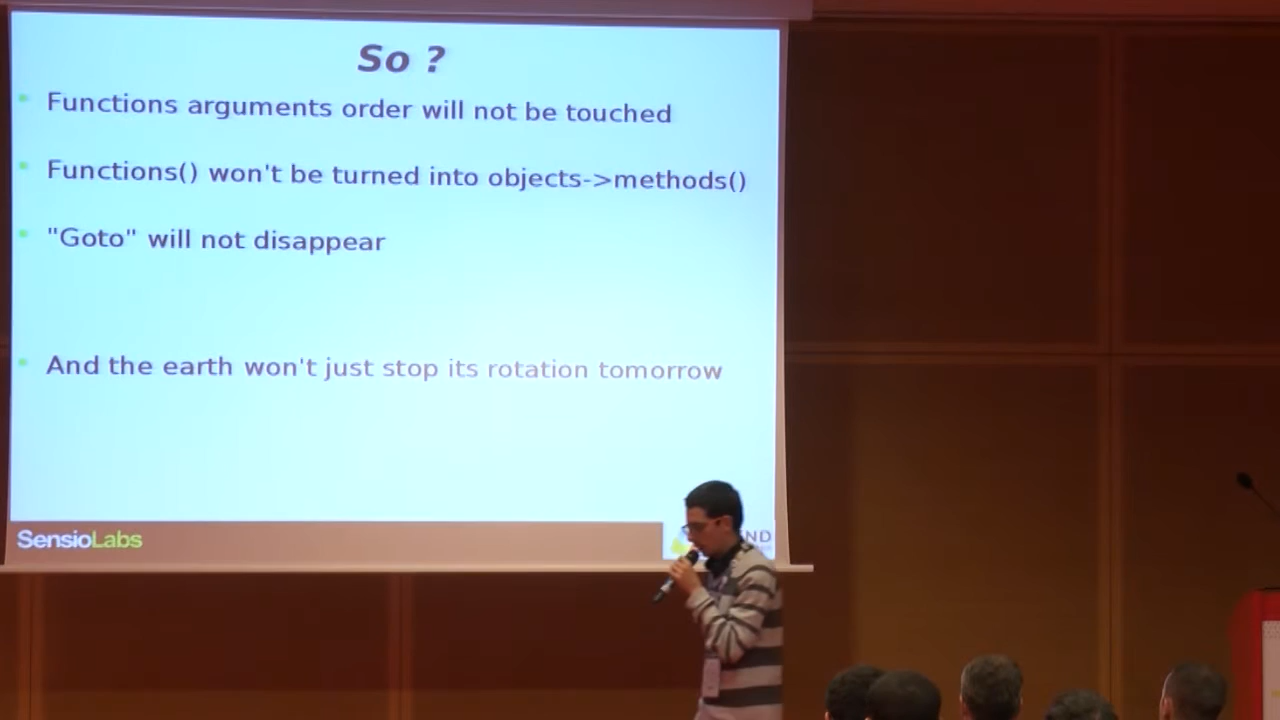 So ?
Functions arguments order will not be touched
Functions() won't be turned into objects->methods()
"Goto" will not disappear
And the earth won't just stop its rotation tomorrow
SensioLabs